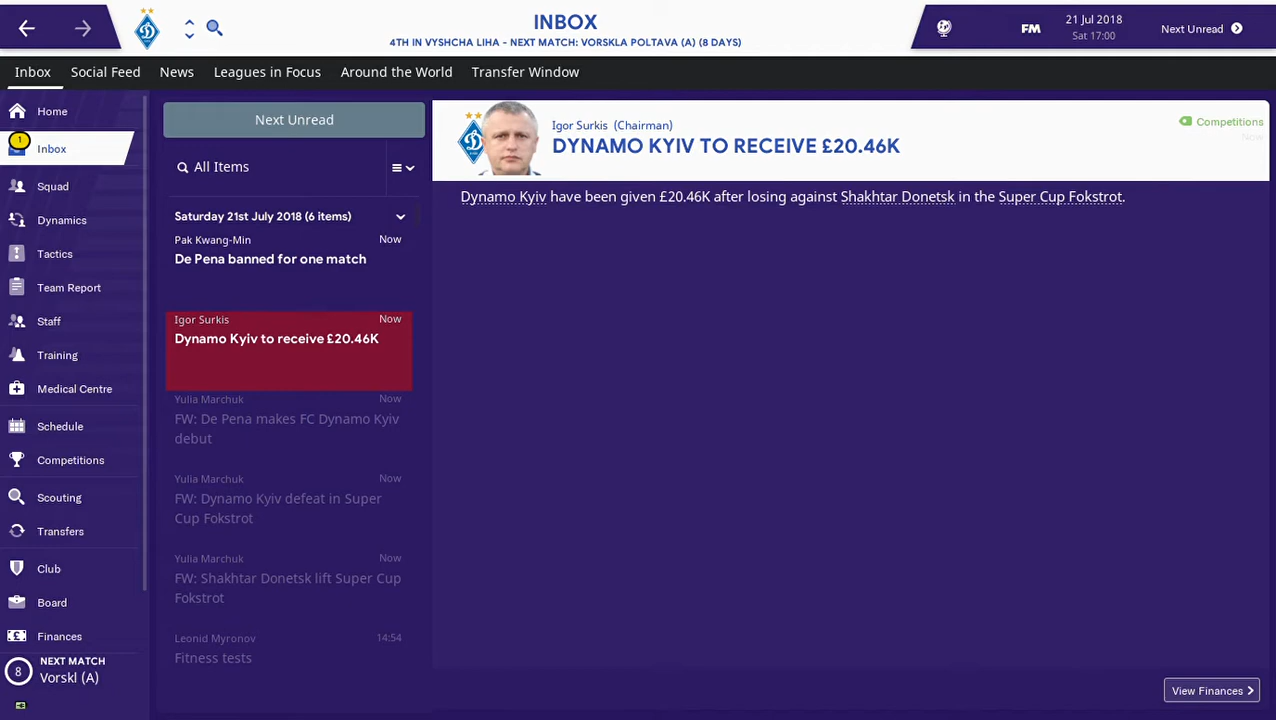 INBOX
4TH IN VYSHCHA LIHA - NEXT MATCH: VORSKLA POLTAVA (A) (8 DAYS)
FM
21 Jul 2018
Sat 17:00
Next Unread
Inbox
Social Feed
News
Leagues in Focus
Around the World
Transfer Window
Home
1
Inbox
Squad
Dynamics
Tactics
Team Report
Staff
Training
Medical Centre
Schedule
Competitions
Scouting
Transfers
Club
Board
Finances
8
NEXT MATCH
Vorskl (A)
Next Unread
All Items
Saturday 21st July 2018 (6 items)
Pak Kwang-Min Now
De Pena banned for one match
Igor Surkis Now
Dynamo Kyiv to receive £20.46K
Yulia Marchuk Now
FW: De Pena makes FC Dynamo Kyiv
debut
Yulia Marchuk Now
FW: Dynamo Kyiv defeat in Super
Cup Fokstrot
Yulia Marchuk Now
FW: Shakhtar Donetsk lift Super Cup
Fokstrot
Leonid Myronov 14:54
Fitness tests
Igor Surkis (Chairman)
DYNAMO KYIV TO RECEIVE £20.46K
Competitions
Now
Dynamo Kyiv have been given £20.46K after losing against Shakhtar Donetsk in the Super Cup Fokstrot.
View Finances